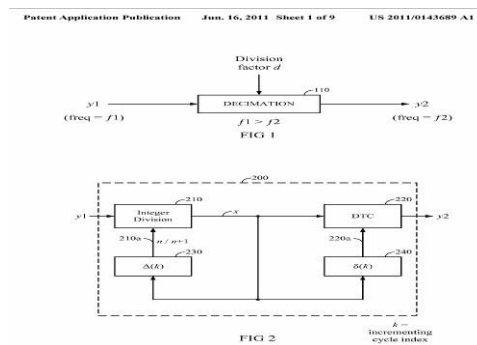 Patent Application Publication Jun. 16, 2011 Sheet 1 of 9 US 2011/0143689 A1
Division
factor d
110
y1 DECIMATION y2
(freq = f1) f1 > f2 (freq = f2)
FIG 1
200
210 220
y1 Integer Division x DTC y2
210a n / n+1 220a
230 240
Δ(k) δ(k)
k =
incrementing
cycle index
FIG 2